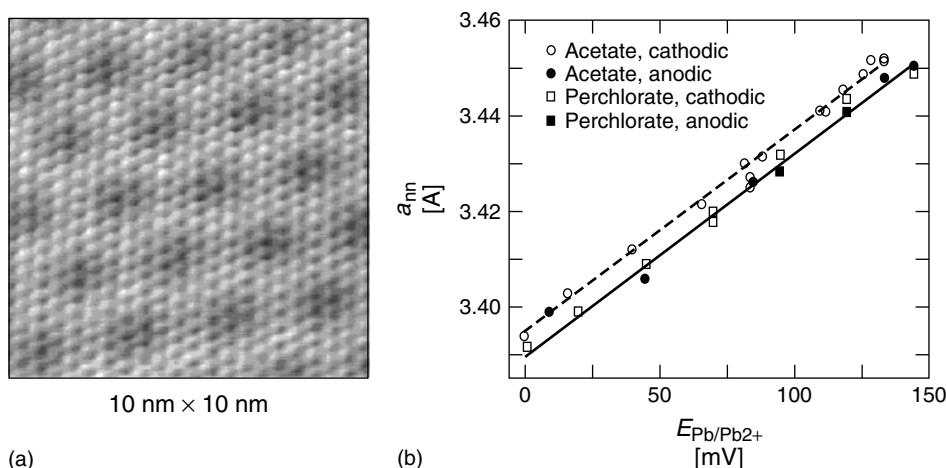 10 nm × 10 nm
(a)
3.46
3.44
3.42
3.40
a_nn
[A]
Acetate, cathodic
Acetate, anodic
Perchlorate, cathodic
Perchlorate, anodic
0 50 100 150
E_Pb/Pb2+
[mV]
(b)